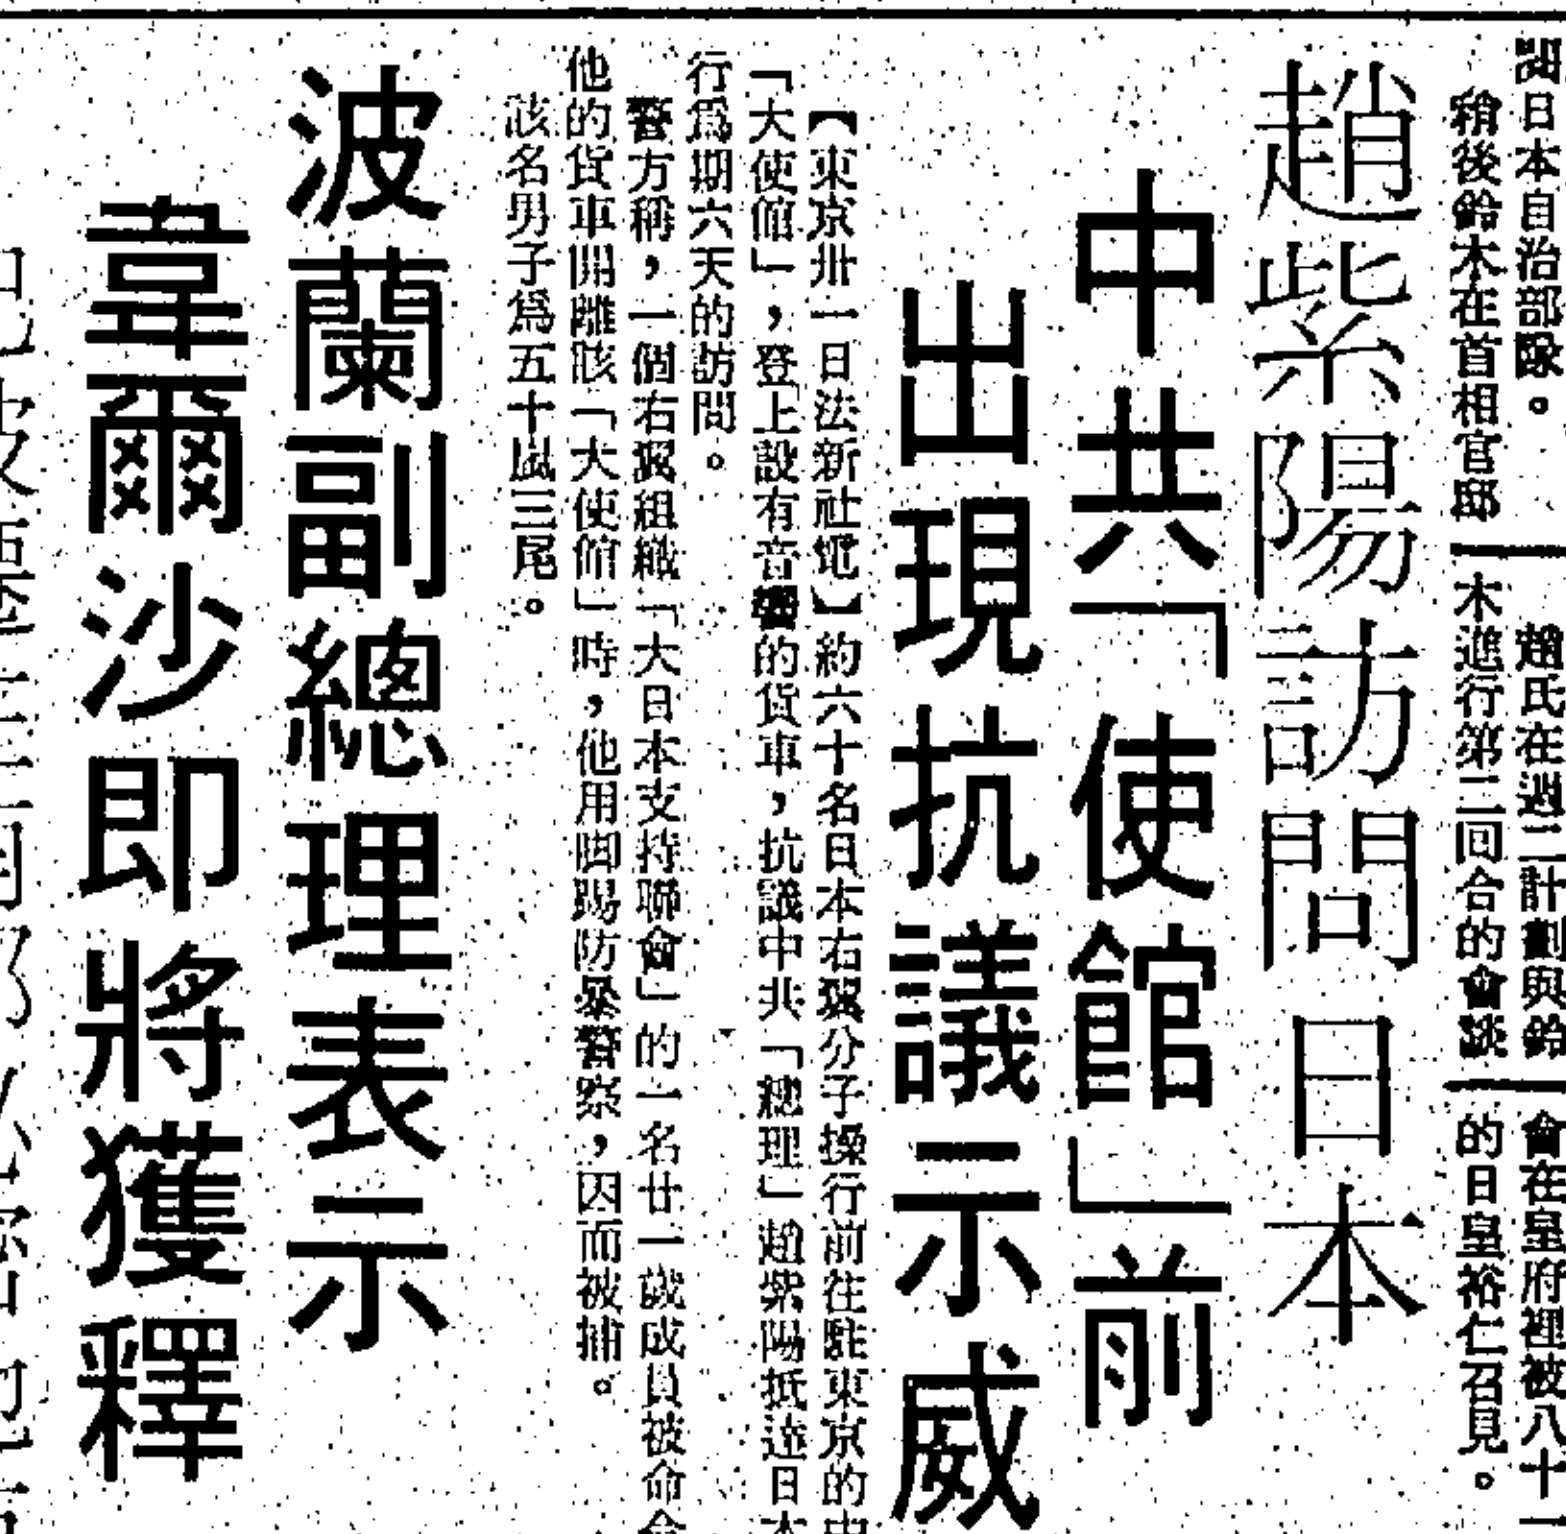 閱日本自治部隊。
稍後鈴木在首相官邸
趙氏在週二計劃與鈴
木進行第二回合的會談
會在皇府裡被八十一
的日皇裕仁召見。
趙紫陽訪問日本
中共「使館」前
出現抗議示威
【東京卅一日法新社電】約六十名日本右翼分子操行前往駐東京的中
「大使館」，登上設有音響的貨車，抗議中共「總理」趙紫陽抵達日本
行爲期六天的訪問。
警方稱，一個右翼組織「大日本支持聯會」的一名廿一歲成員被命令
他的貨車開離該「大使館」時，他用脚踢防暴警察，因而被捕。
該名男子爲五十嵐三尾。
波蘭副總理表示
韋爾沙即將獲釋